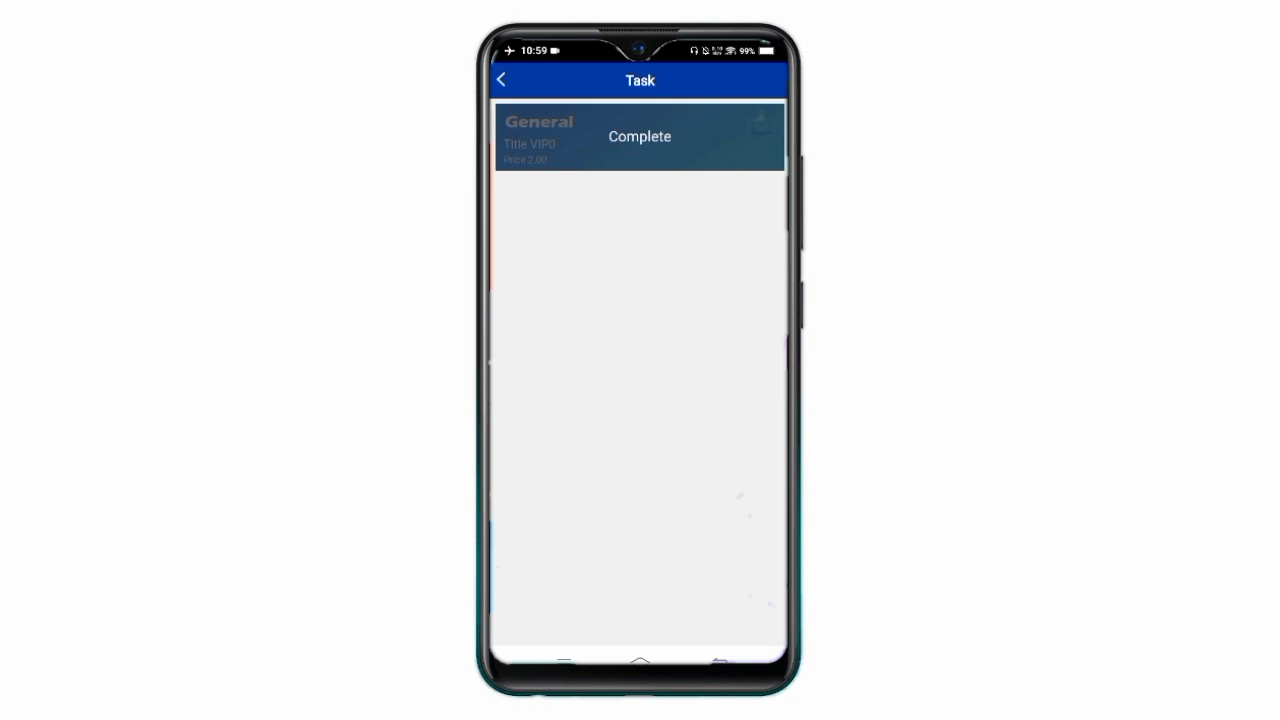 10:59
99%
Task
General
Complete
Title VIP0
Price 2.00